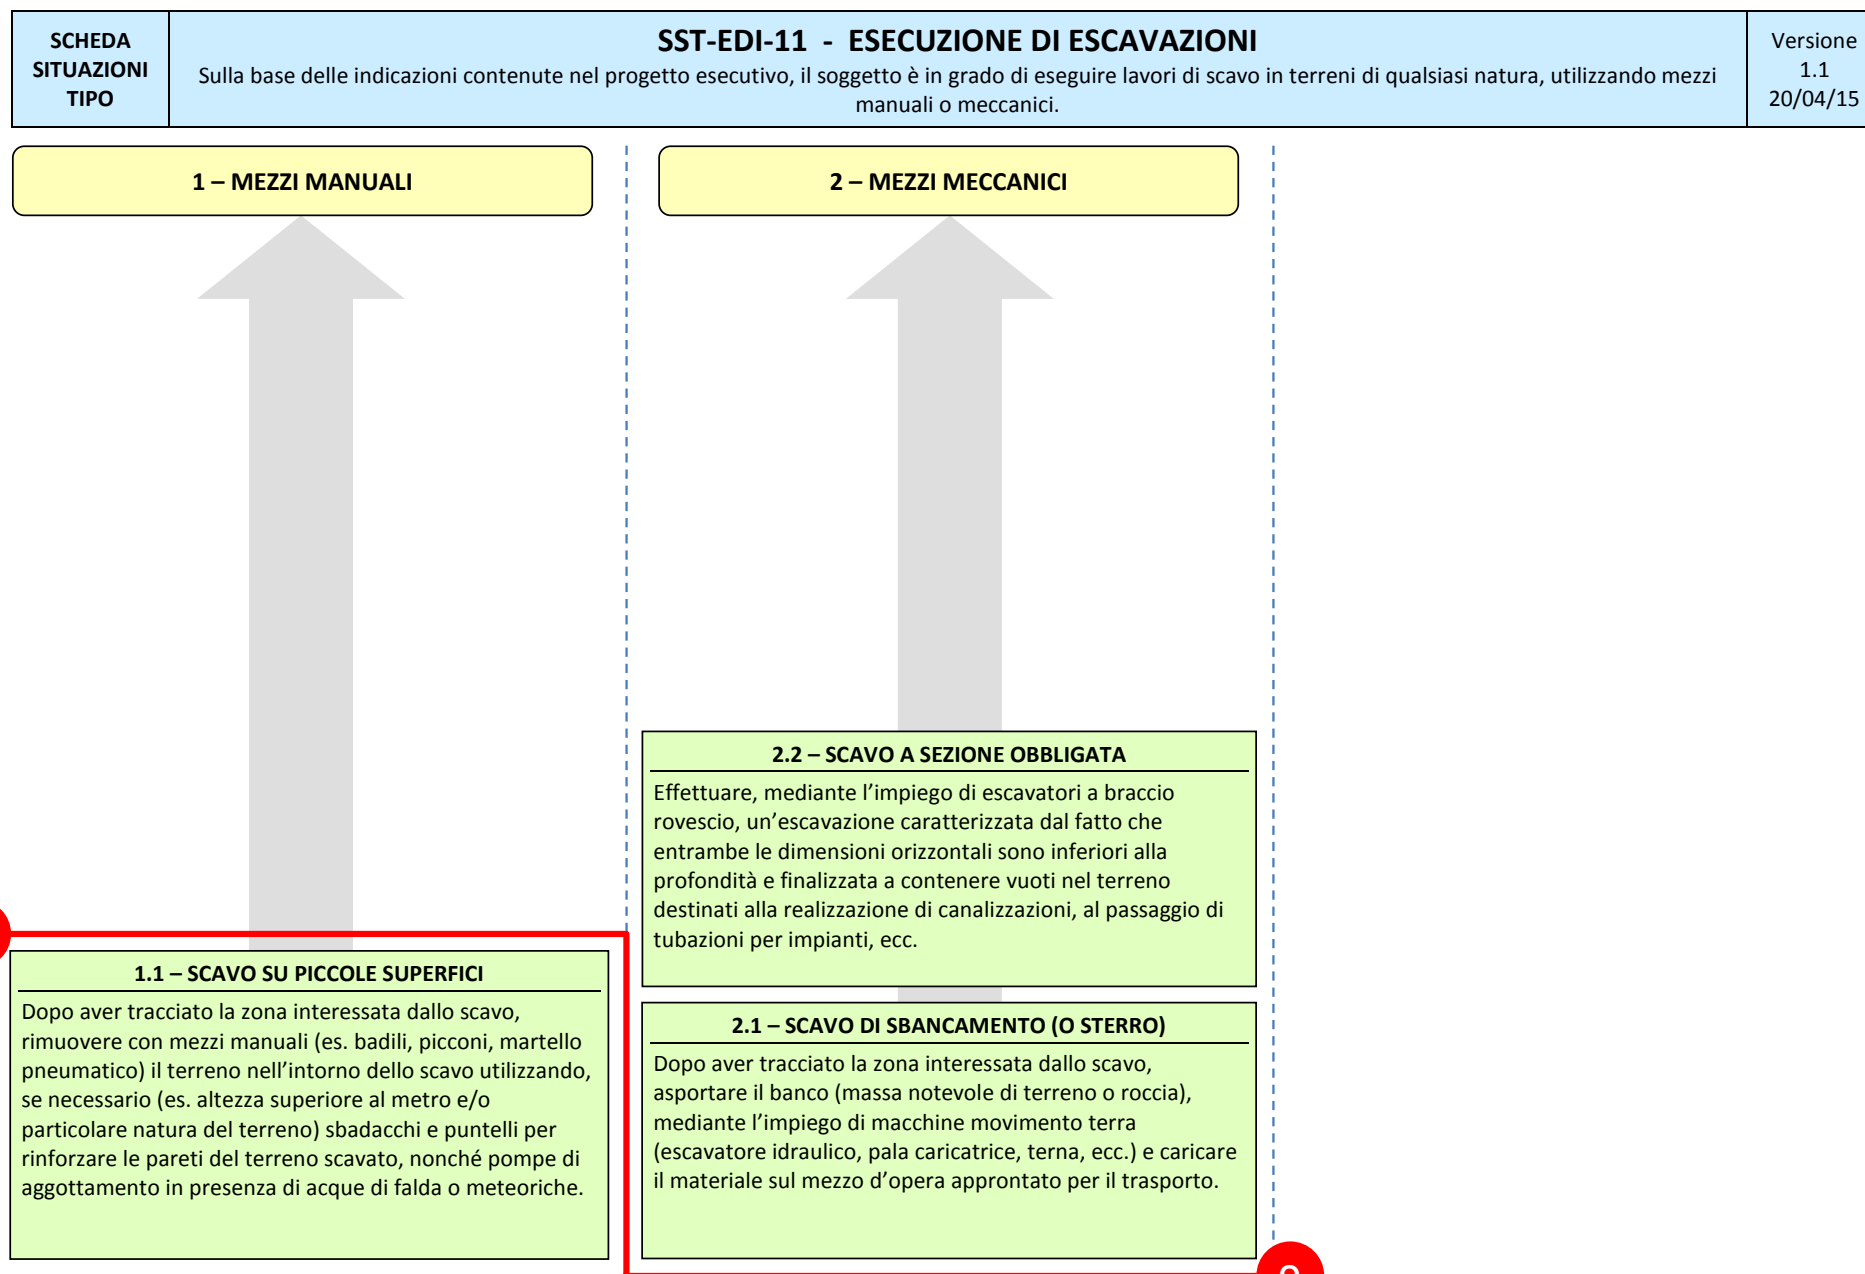 SCHEDA
SITUAZIONI
TIPO
SST-EDI-11 - ESECUZIONE DI ESCAVAZIONI
Sulla base delle indicazioni contenute nel progetto esecutivo, il soggetto è in grado di eseguire lavori di scavo in terreni di qualsiasi natura, utilizzando mezzi
manuali o meccanici.
Versione
1.1
20/04/15
1 – MEZZI MANUALI
1.1 – SCAVO SU PICCOLE SUPERFICI
Dopo aver tracciato la zona interessata dallo scavo,
rimuovere con mezzi manuali (es. badili, picconi, martello
pneumatico) il terreno nell’intorno dello scavo utilizzando,
se necessario (es. altezza superiore al metro e/o
particolare natura del terreno) sbadacchi e puntelli per
rinforzare le pareti del terreno scavato, nonché pompe di
aggottamento in presenza di acque di falda o meteoriche.
2 – MEZZI MECCANICI
2.2 – SCAVO A SEZIONE OBBLIGATA
Effettuare, mediante l’impiego di escavatori a braccio
rovescio, un’escavazione caratterizzata dal fatto che
entrambe le dimensioni orizzontali sono inferiori alla
profondità e finalizzata a contenere vuoti nel terreno
destinati alla realizzazione di canalizzazioni, al passaggio di
tubazioni per impianti, ecc.
2.1 – SCAVO DI SBANCAMENTO (O STERRO)
Dopo aver tracciato la zona interessata dallo scavo,
asportare il banco (massa notevole di terreno o roccia),
mediante l’impiego di macchine movimento terra
(escavatore idraulico, pala caricatrice, terna, ecc.) e caricare
il materiale sul mezzo d’opera approntato per il trasporto.